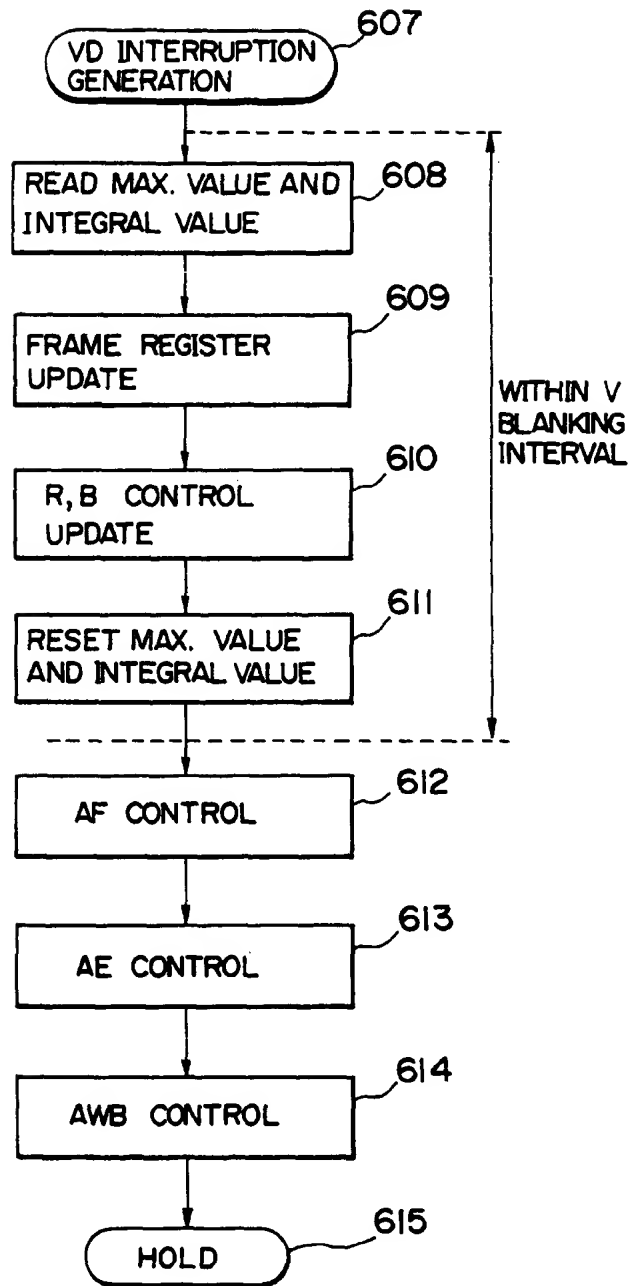 607
VD INTERRUPTION
GENERATION
608
READ MAX. VALUE AND
INTEGRAL VALUE
609
FRAME REGISTER
UPDATE
WITHIN V
BLANKING
INTERVAL
610
R, B CONTROL
UPDATE
611
RESET MAX. VALUE
AND INTEGRAL VALUE
612
AF CONTROL
613
AE CONTROL
614
AWB CONTROL
615
HOLD